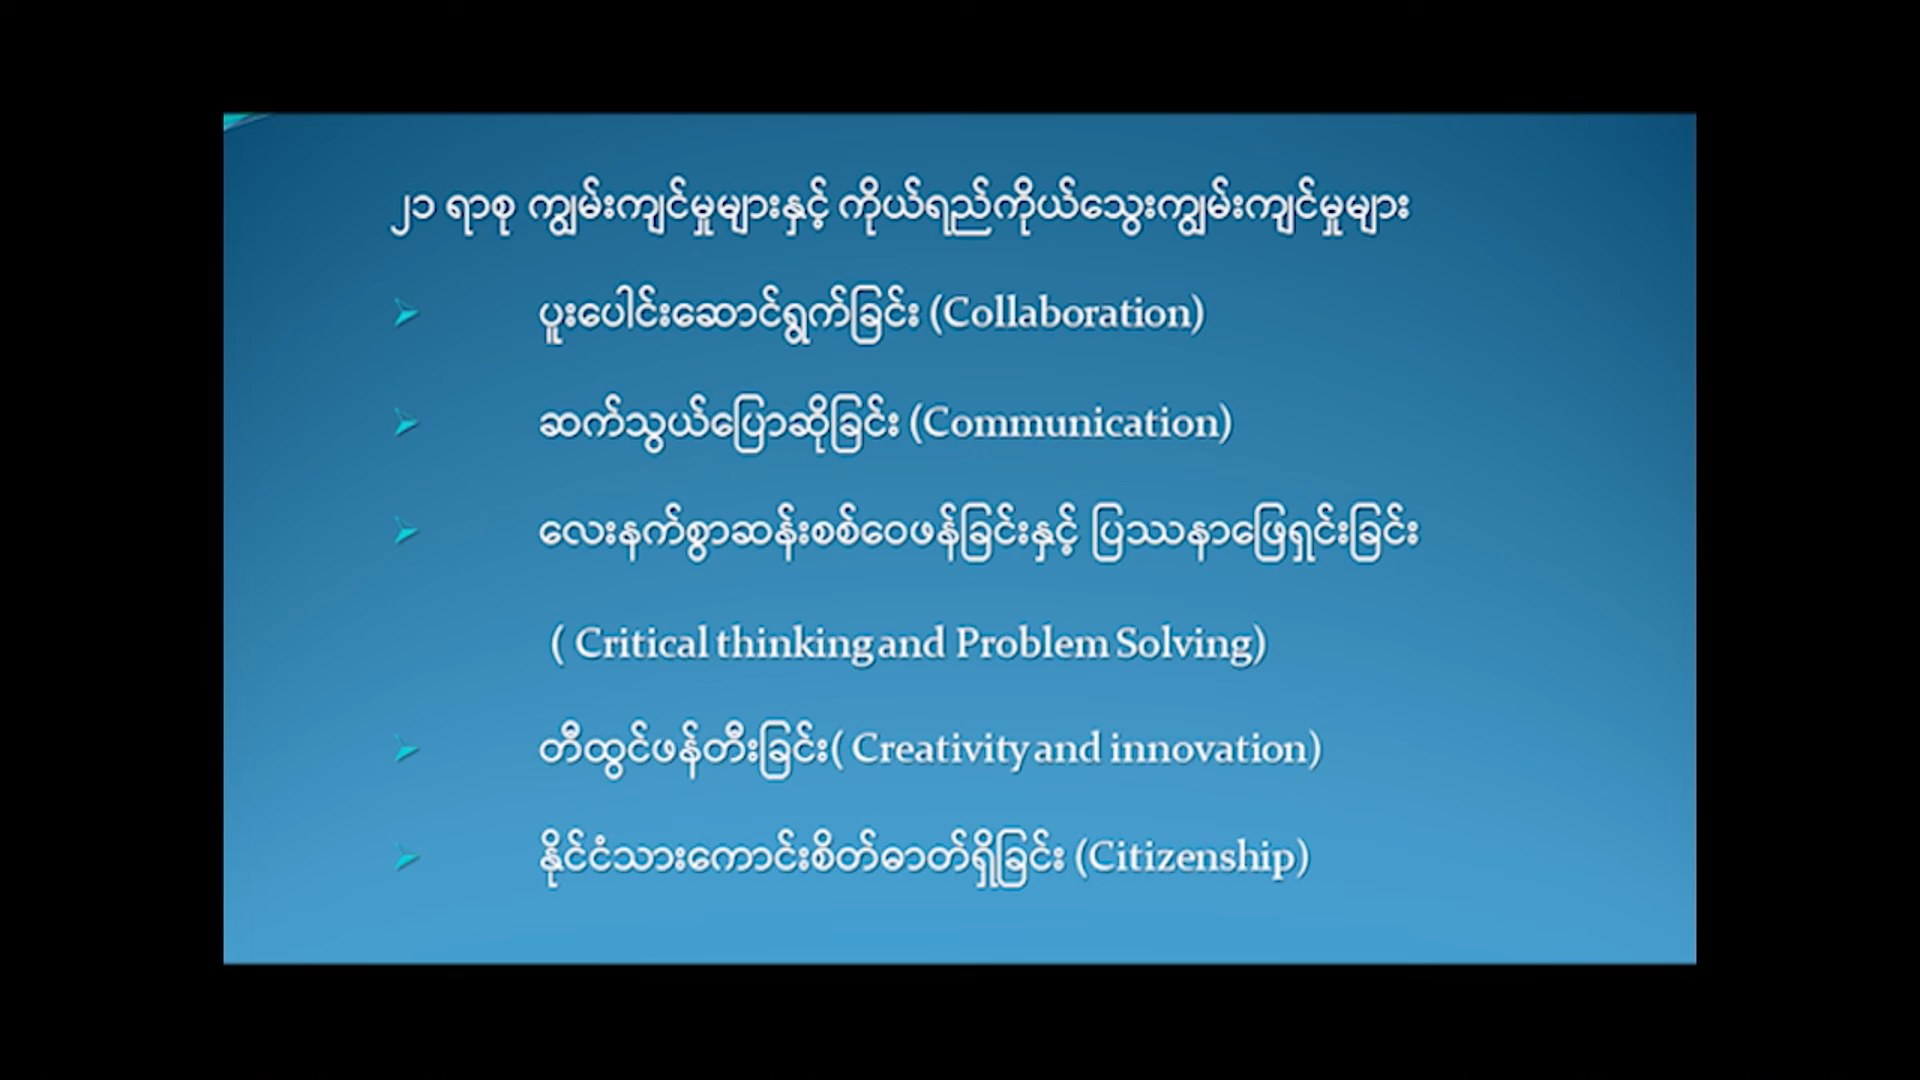 ၂၁ ရာစု ကျွမ်းကျင်မှုများနှင့် ကိုယ်ရည်ကိုယ်သွေးကျွမ်းကျင်မှုများ
ပူးပေါင်းဆောင်ရွက်ခြင်း (Collaboration)
ဆက်သွယ်ပြောဆိုခြင်း (Communication)
လေးနက်စွာဆန်းစစ်ဝေဖန်ခြင်းနှင့် ပြဿနာဖြေရှင်းခြင်း
( Critical thinking and Problem Solving)
တီထွင်ဖန်တီးခြင်း( Creativity and innovation)
နိုင်ငံသားကောင်းစိတ်ဓာတ်ရှိခြင်း (Citizenship)